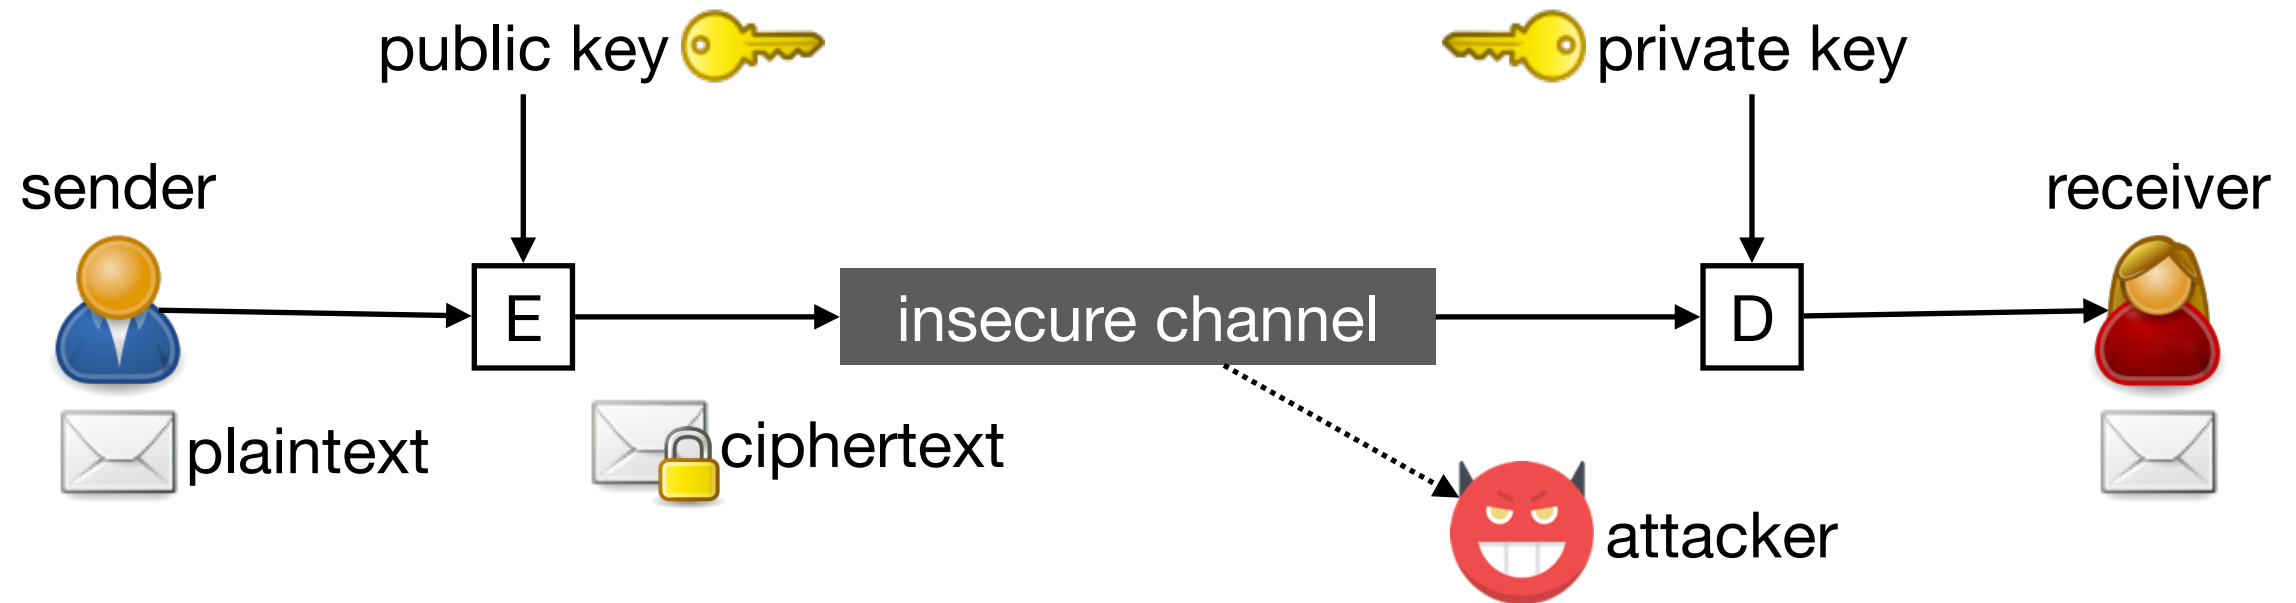 public key
private key
sender
receiver
E
insecure channel
D
plaintext
ciphertext
attacker